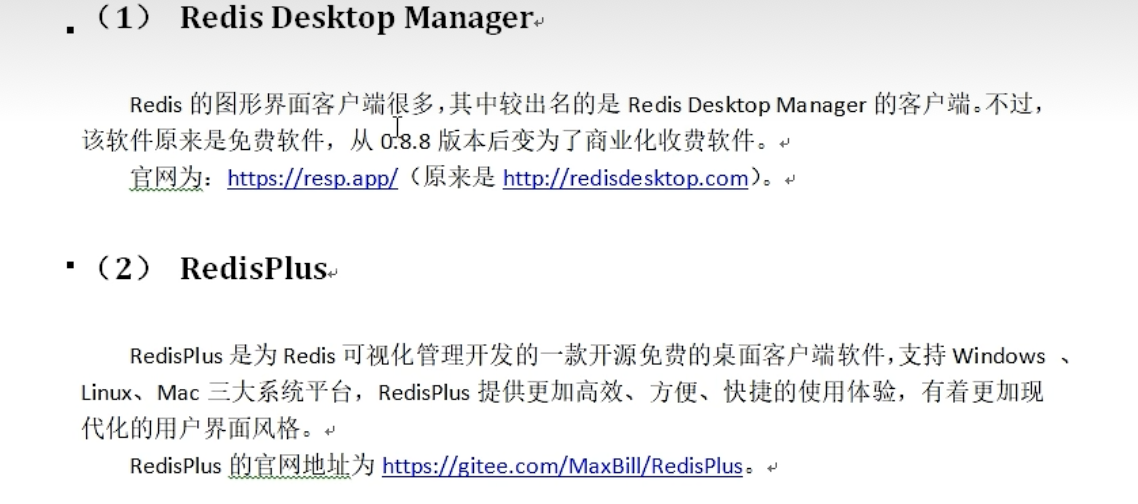 （1） Redis Desktop Manager
Redis 的图形界面客户端很多，其中较出名的是 Redis Desktop Manager 的客户端。不过，
该软件原来是免费软件，从 0.8.8 版本后变为了商业化收费软件。
官网为：https://resp.app/（原来是 http://redisdesktop.com）。
（2） RedisPlus
RedisPlus 是为 Redis 可视化管理开发的一款开源免费的桌面客户端软件，支持 Windows 、
Linux、Mac 三大系统平台，RedisPlus 提供更加高效、方便、快捷的使用体验，有着更加现
代化的用户界面风格。
RedisPlus 的官网地址为 https://gitee.com/MaxBill/RedisPlus。